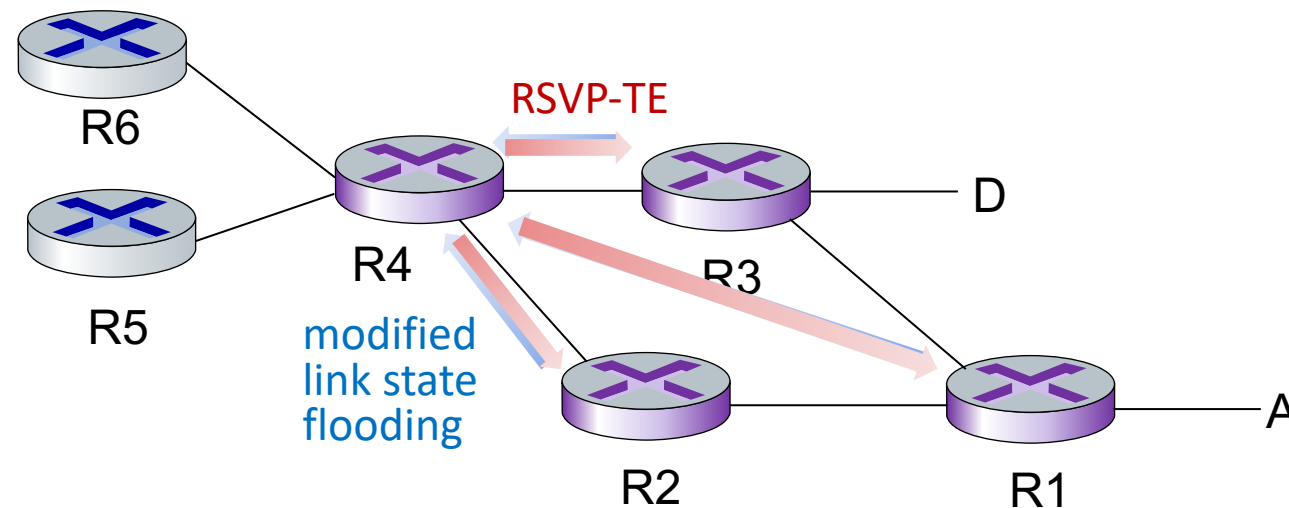 RSVP-TE
R6
D
R4
R3
R5
modified
link state
flooding
A
R2
R1